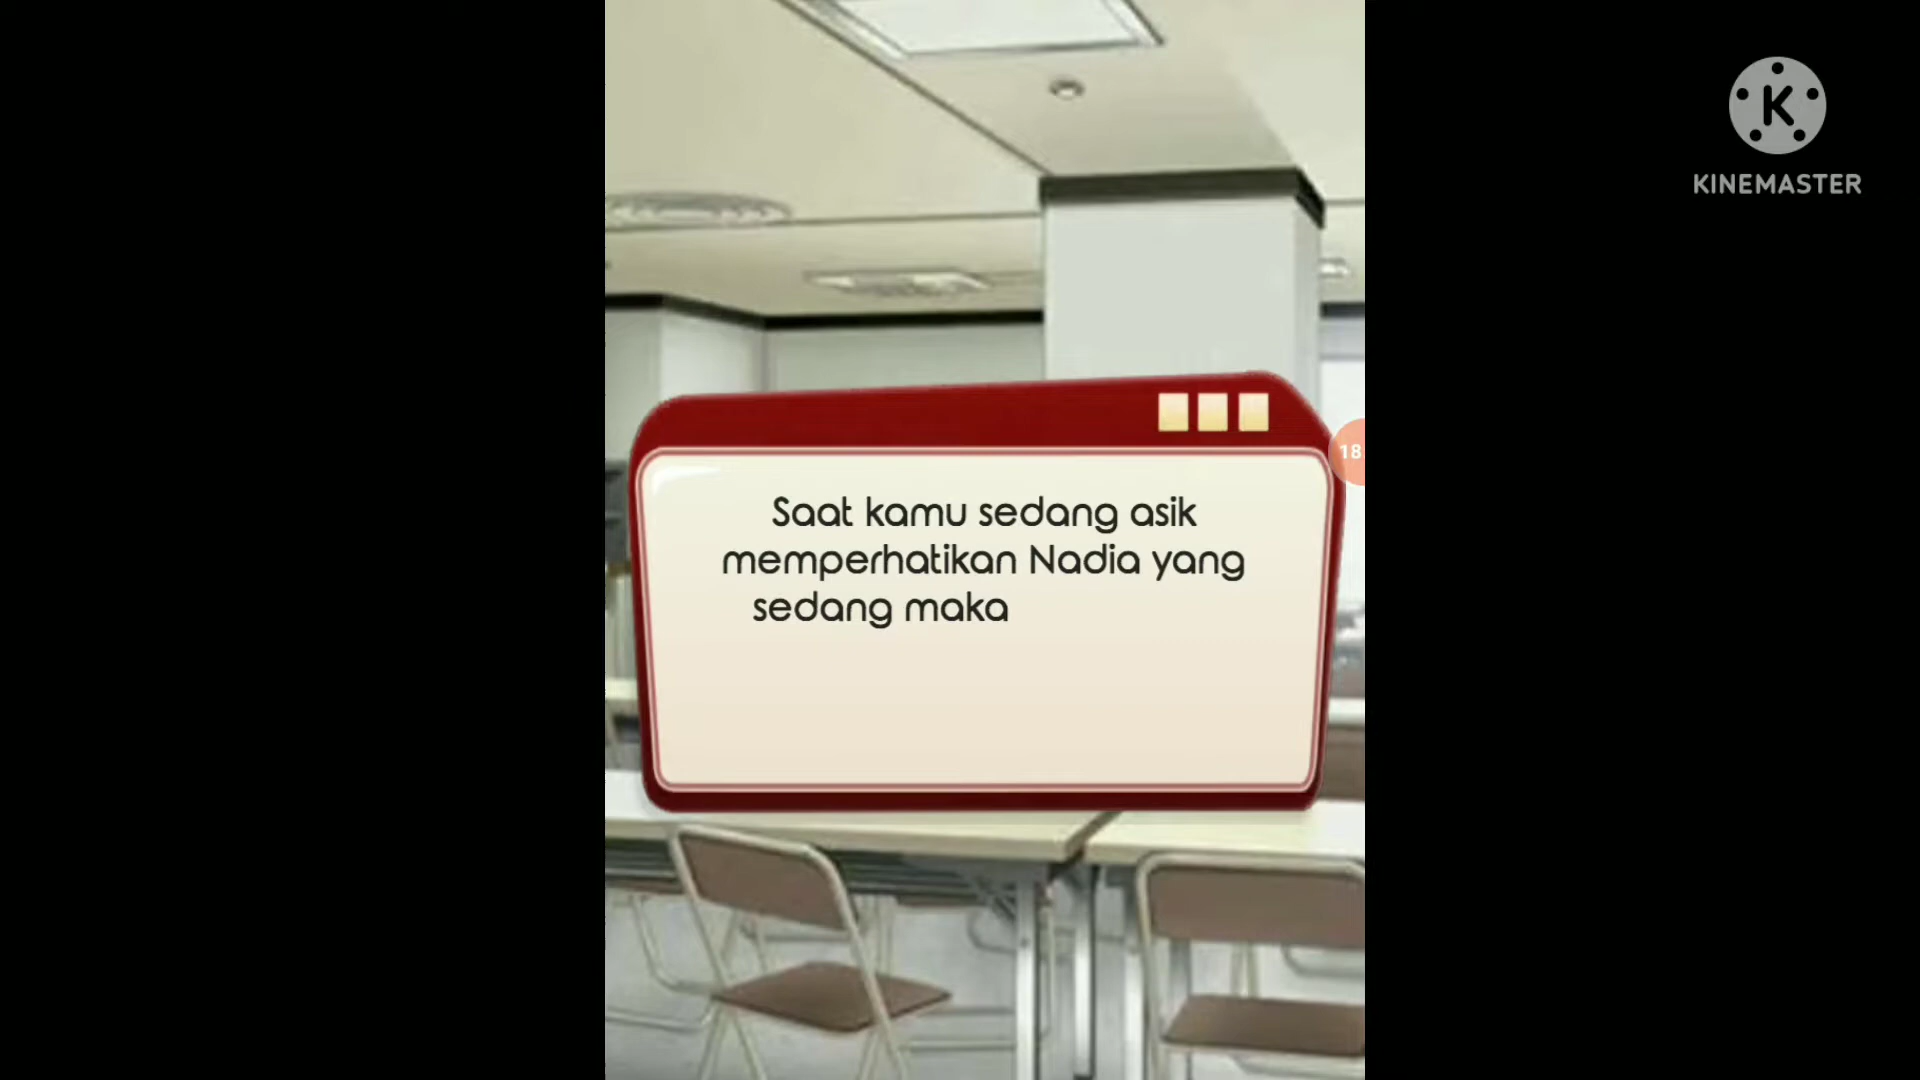 KINEMASTER
18
Saat kamu sedang asik
memperhatikan Nadia yang
sedang maka